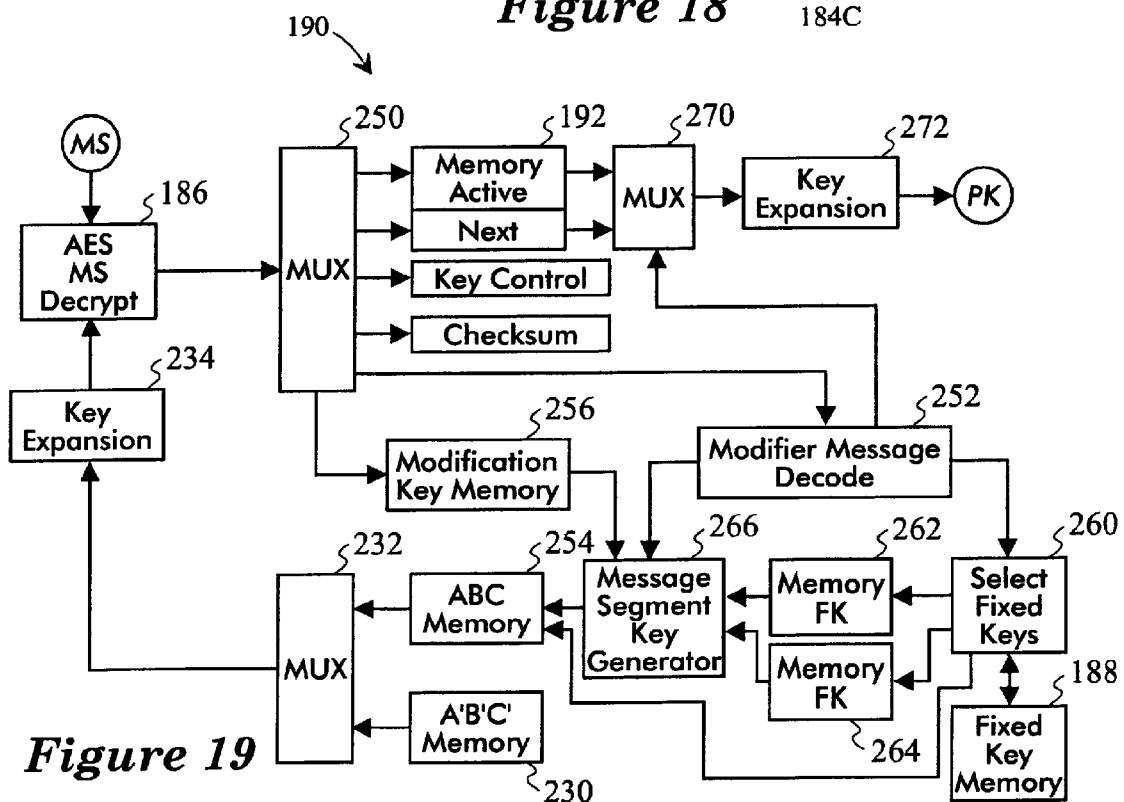 Figure 18
184C
190
250
192
270
272
MS
186
AES
MS
Decrypt
MUX
Memory
Active
Next
Key Control
Checksum
MUX
Key
Expansion
PK
234
Key
Expansion
256
Modification
Key Memory
252
Modifier Message
Decode
232
MUX
254
ABC
Memory
266
Message
Segment
Key
Generator
262
Memory
FK
260
Select
Fixed
Keys
Memory
FK
264
188
Fixed
Key
Memory
A'B'C'
Memory
230
Figure 19